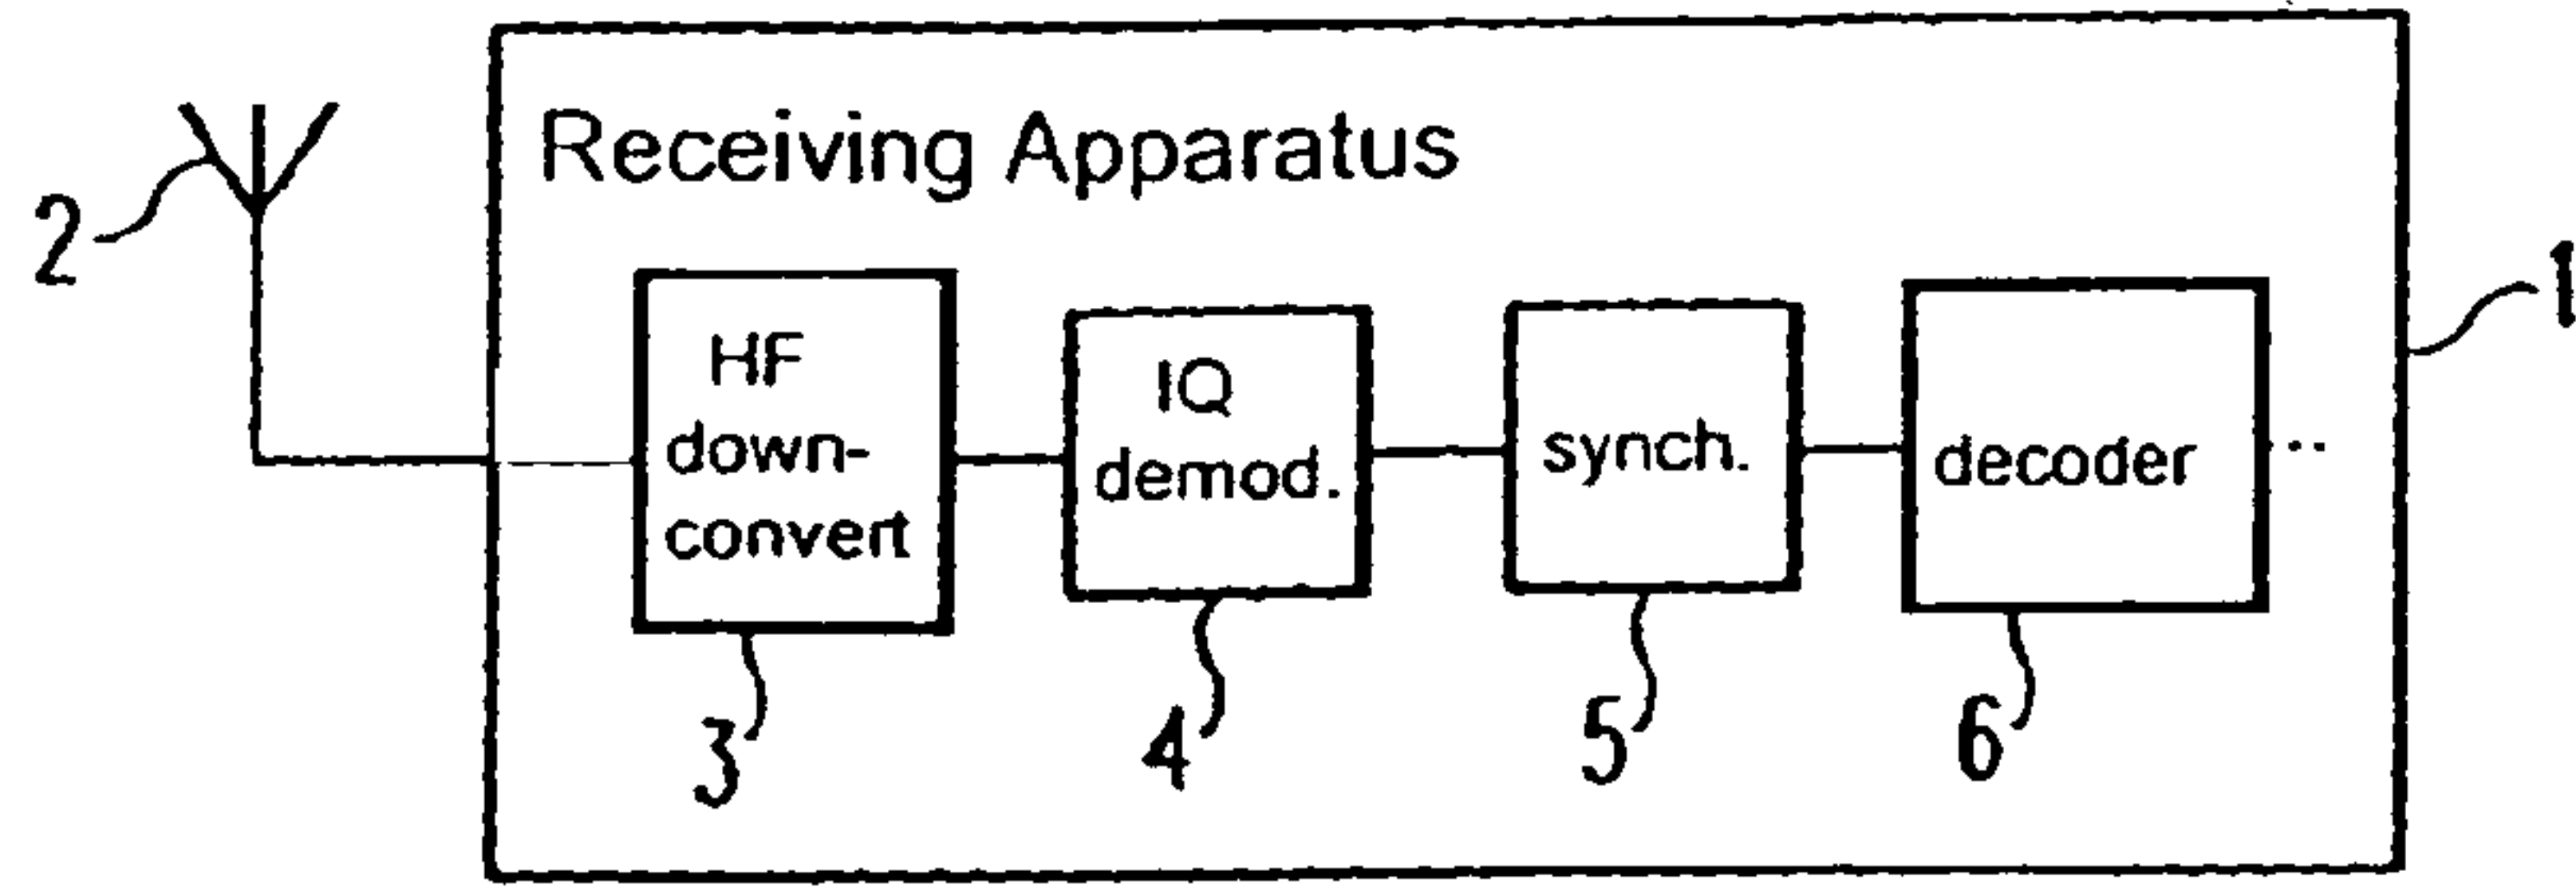 Receiving Apparatus
2
1
HF
down-
convert
IQ
demod.
synch.
decoder
3
4
5
6